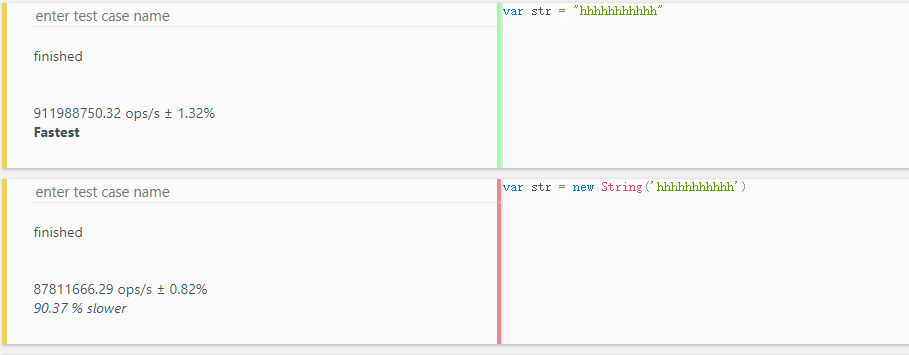 enter test case name
var str = "hhhhhhhhhhh"
finished
911988750.32 ops/s ± 1.32%
Fastest
enter test case name
var str = new String('hhhhhhhhhhh')
finished
87811666.29 ops/s ± 0.82%
90.37 % slower